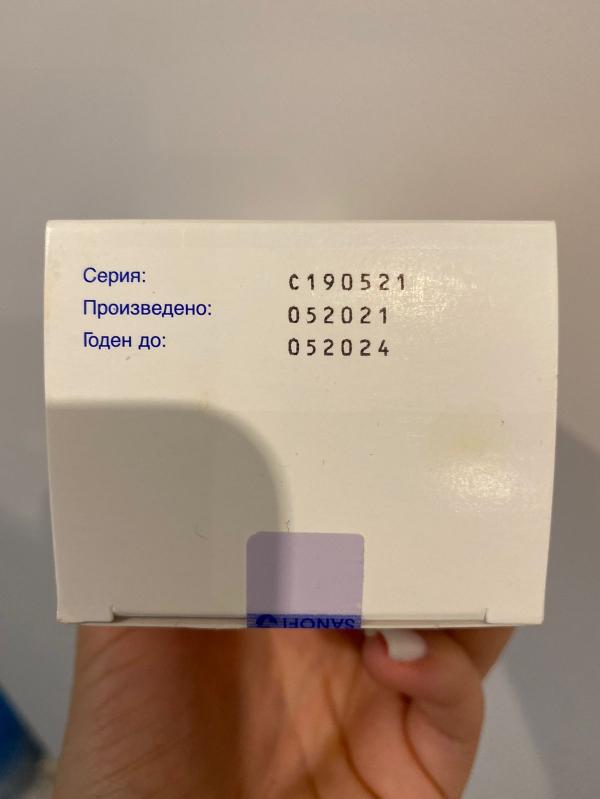 Серия: C190521
Произведено: 052021
Годен до: 052024
SANOFI